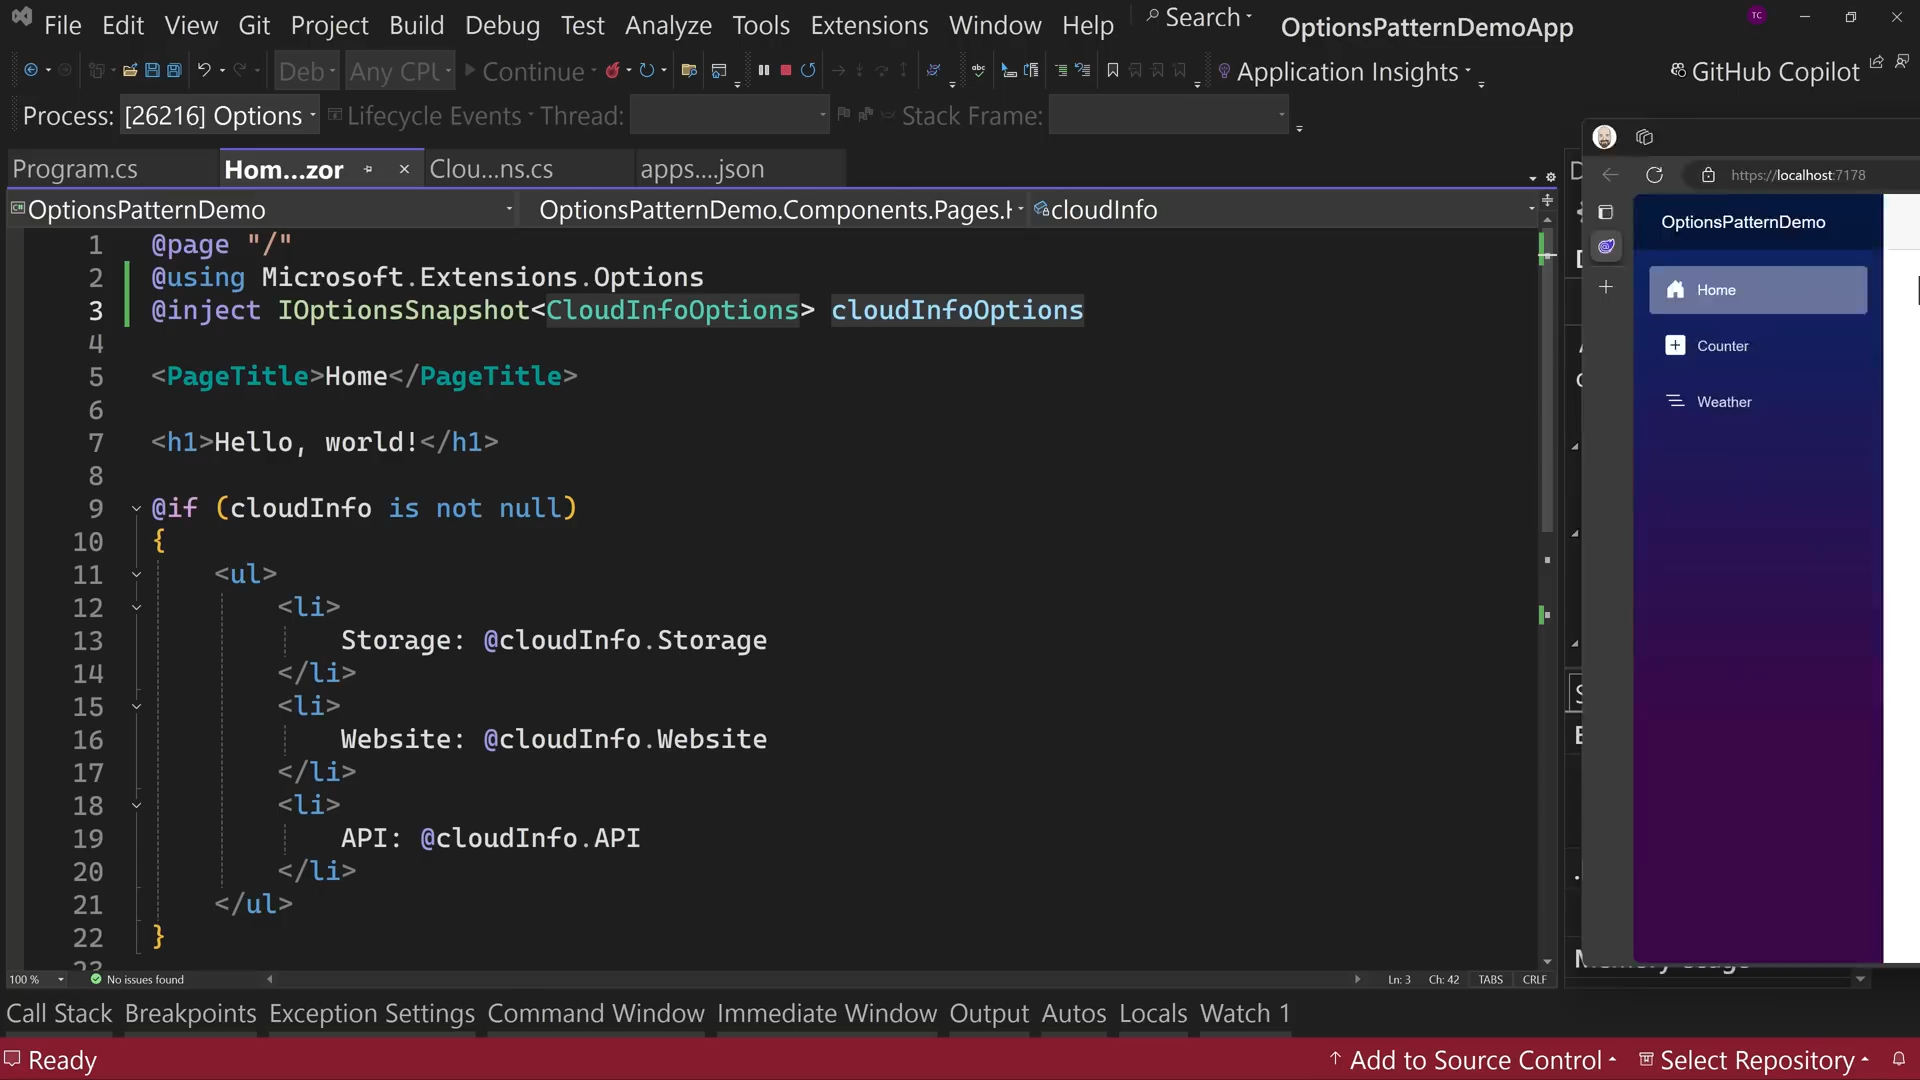 File Edit View Git Project Build Debug Test Analyze Tools Extensions Window Help Search OptionsPatternDemoApp TC
Deb Any CPU Continue Application Insights GitHub Copilot
Process: [26216] Options Lifecycle Events Thread: Stack Frame:
Program.cs Hom...zor Clou...ns.cs apps....json
OptionsPatternDemo OptionsPatternDemo.Components.Pages. cloudInfo
1 @page "/"
2 @using Microsoft.Extensions.Options
3 @inject IOptionsSnapshot<CloudInfoOptions> cloudInfoOptions
4
5 <PageTitle>Home</PageTitle>
6
7 <h1>Hello, world!</h1>
8
9 @if (cloudInfo is not null)
10 {
11 <ul>
12 <li>
13 Storage: @cloudInfo.Storage
14 </li>
15 <li>
16 Website: @cloudInfo.Website
17 </li>
18 <li>
19 API: @cloudInfo.API
20 </li>
21 </ul>
22 }
23
100 % No issues found Ln: 3 Ch: 42 TABS CRLF
https://localhost:7178
OptionsPatternDemo
Home
Counter
Weather
Call Stack Breakpoints Exception Settings Command Window Immediate Window Output Autos Locals Watch 1
Ready Add to Source Control Select Repository